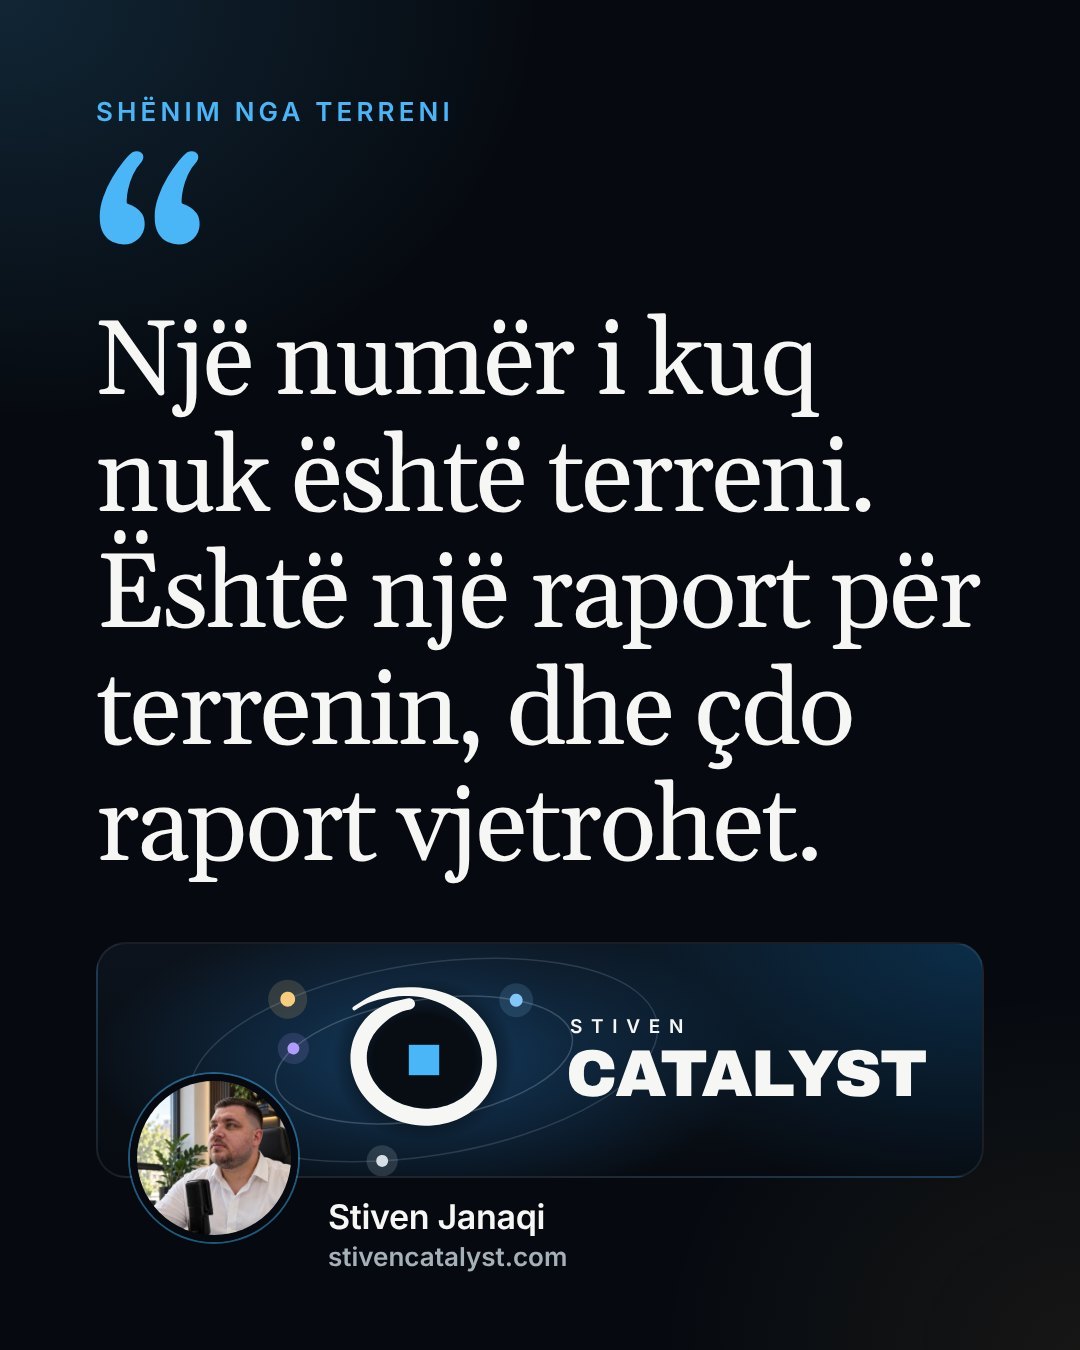 SHËNIM NGA TERRENI
“
Një numër i kuq
nuk është terreni.
Është një raport për
terrenin, dhe çdo
raport vjetrohet.
STIVEN
CATALYST
Stiven Janaqi
stivencatalyst.com